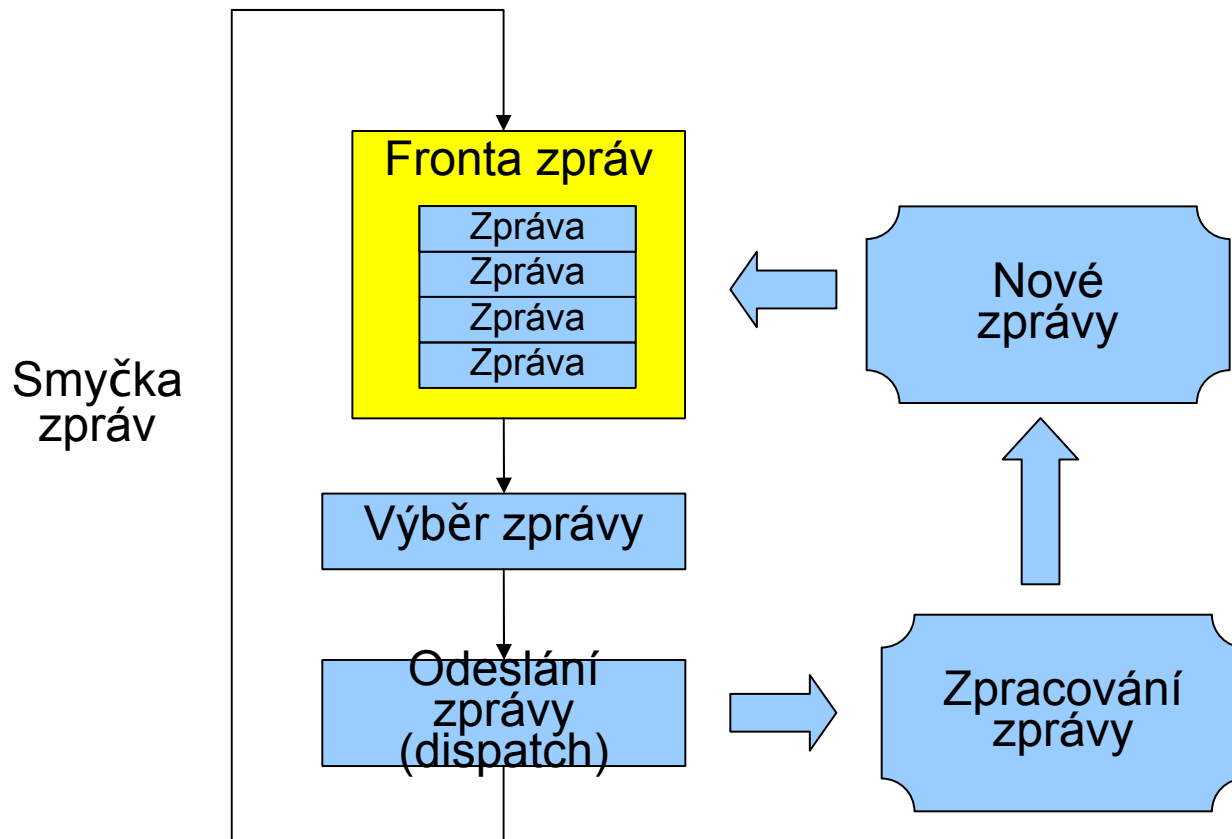 Fronta zpráv
Zpráva
Zpráva
Zpráva
Zpráva
Nové
zprávy
Smyčka
zpráv
Výběr zprávy
Odeslání
zprávy
(dispatch)
Zpracování
zprávy